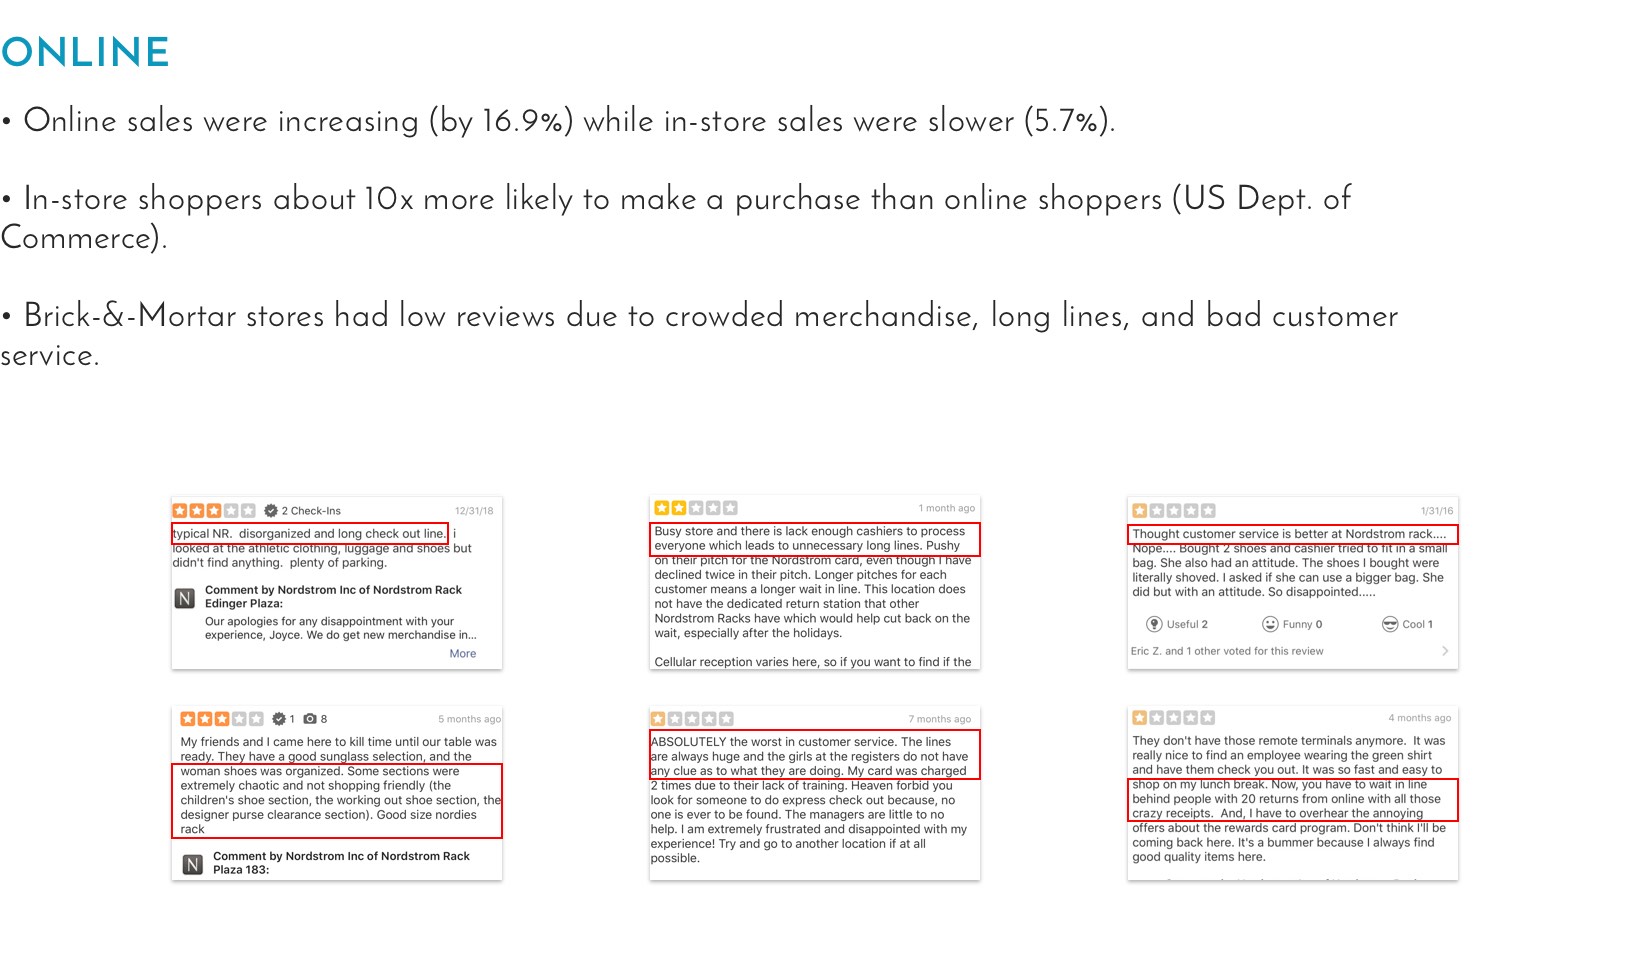 ONLINE
• Online sales were increasing (by 16.9%) while in-store sales were slower (5.7%).
• In-store shoppers about 10x more likely to make a purchase than online shoppers (US Dept. of
Commerce).
• Brick-&-Mortar stores had low reviews due to crowded merchandise, long lines, and bad customer
service.
2 Check-Ins
12/31/18
typical NR.  disorganized and long check out line.  i
looked at the athletic clothing, luggage and shoes but
didn't find anything.  plenty of parking.
N
Comment by Nordstrom Inc of Nordstrom Rack
Edinger Plaza:
Our apologies for any disappointment with your
experience, Joyce. We do get new merchandise in...
More
1 month ago
Busy store and there is lack enough cashiers to process
everyone which leads to unnecessary long lines. Pushy
on their pitch for the Nordstrom card, even though I have
declined twice in their pitch. Longer pitches for each
customer means a longer wait in line. This location does
not have the dedicated return station that other
Nordstrom Racks have which would help cut back on the
wait, especially after the holidays.
Cellular reception varies here, so if you want to find if the
1/31/16
Thought customer service is better at Nordstrom rack....
Nope.... Bought 2 shoes and cashier tried to fit in a small
bag. She also had an attitude. The shoes I bought were
literally shoved. I asked if she can use a bigger bag. She
did but with an attitude. So disappointed.....
Useful 2
Funny 0
Cool 1
Eric Z. and 1 other voted for this review
1
8
5 months ago
My friends and I came here to kill time until our table was
ready. They have a good sunglass selection, and the
woman shoes was organized. Some sections were
extremely chaotic and not shopping friendly (the
children's shoe section, the working out shoe section, the
designer purse clearance section). Good size nordies
rack
N
Comment by Nordstrom Inc of Nordstrom Rack
Plaza 183:
7 months ago
ABSOLUTELY the worst in customer service. The lines
are always huge and the girls at the registers do not have
any clue as to what they are doing. My card was charged
2 times due to their lack of training. Heaven forbid you
look for someone to do express check out because, no
one is ever to be found. The managers are little to no
help. I am extremely frustrated and disappointed with my
experience! Try and go to another location if at all
possible.
4 months ago
They don't have those remote terminals anymore.  It was
really nice to find an employee wearing the green shirt
and have them check you out. It was so fast and easy to
shop on my lunch break. Now, you have to wait in line
behind people with 20 returns from online with all those
crazy receipts.  And, I have to overhear the annoying
offers about the rewards card program. Don't think I'll be
coming back here. It's a bummer because I always find
good quality items here.